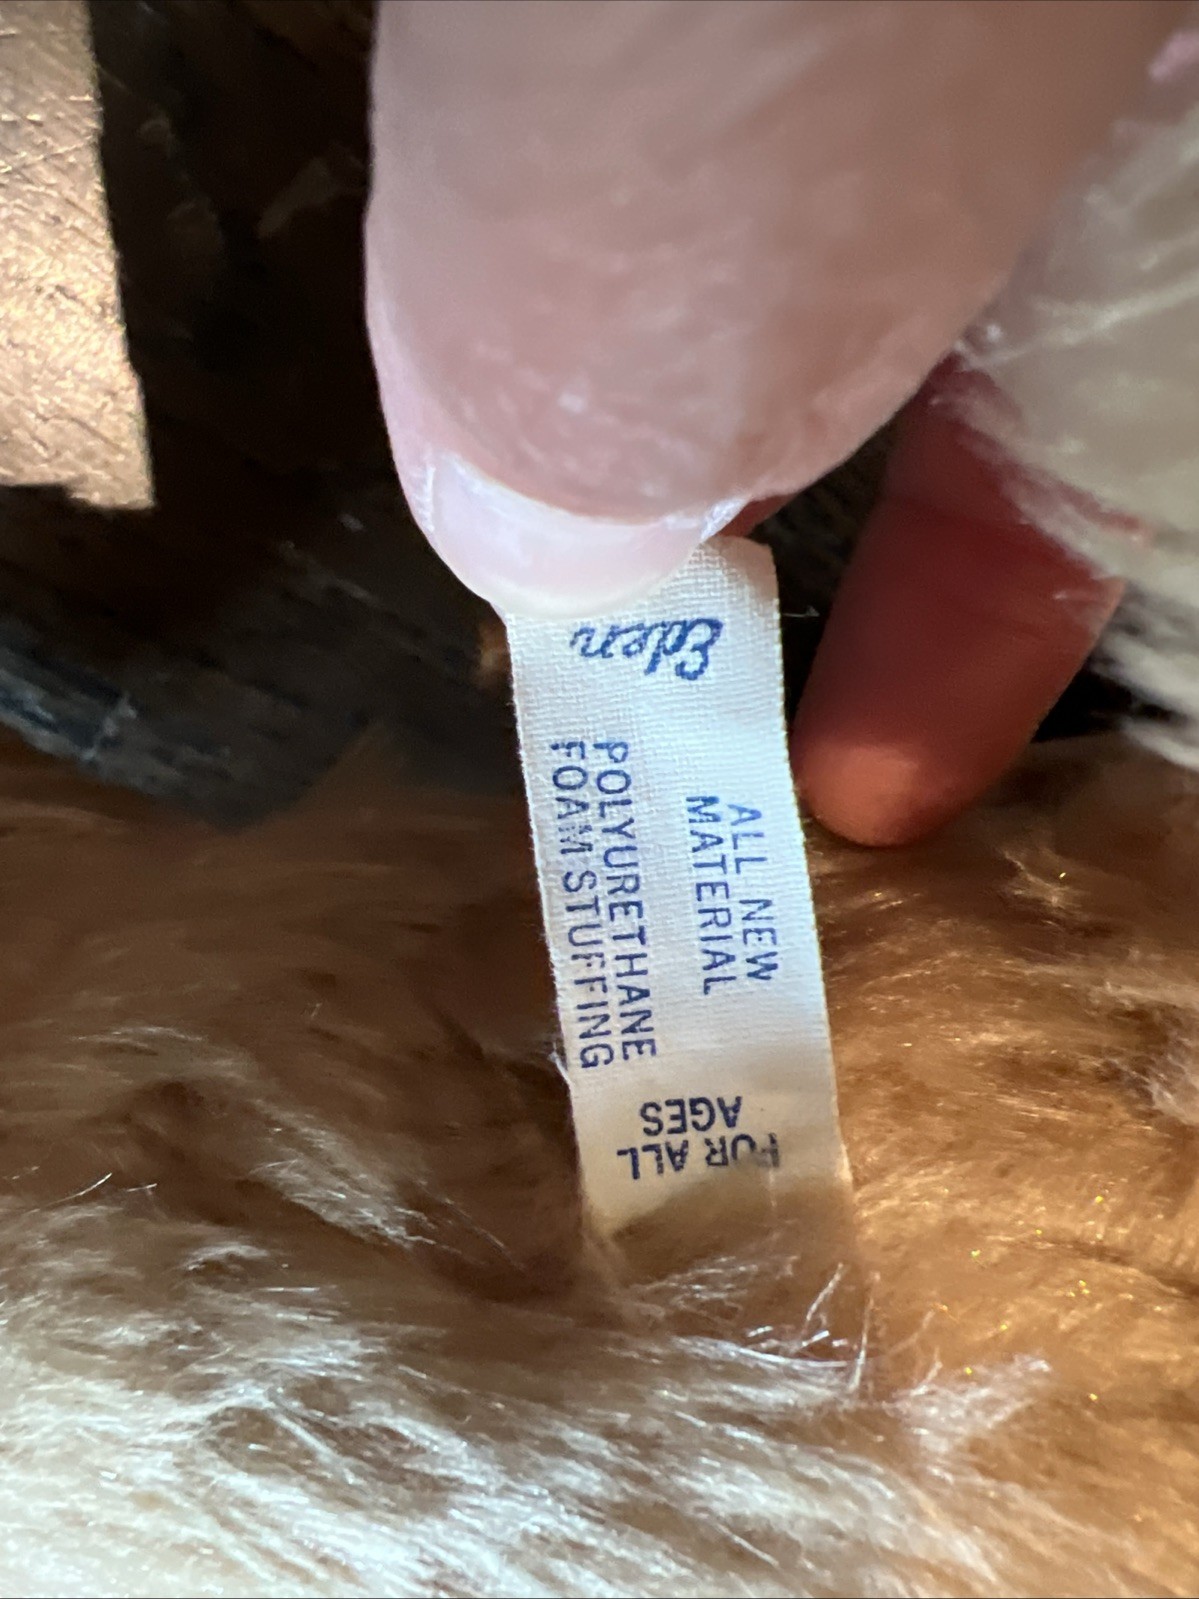 Eden
ALL NEW
MATERIAL
POLYURETHANE
FOAM STUFFING
FOR ALL
AGES